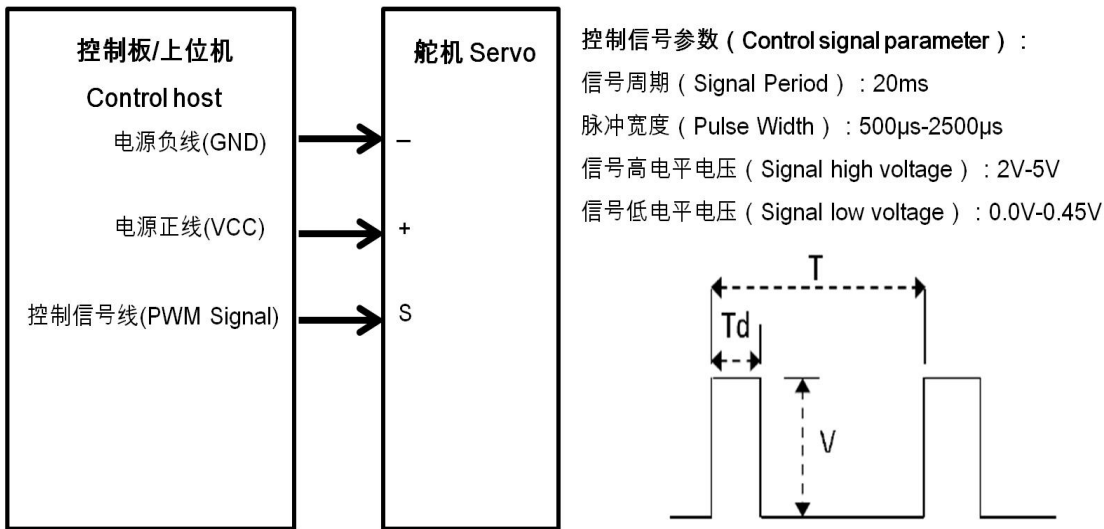 控制板/上位机
Control host
电源负线(GND)
电源正线(VCC)
控制信号线(PWM Signal)
舵机 Servo
–
+
S
控制信号参数（Control signal parameter）:
信号周期（Signal Period）: 20ms
脉冲宽度（Pulse Width）: 500μs-2500μs
信号高电平电压（Signal high voltage）: 2V-5V
信号低电平电压（Signal low voltage）: 0.0V-0.45V
T
Td
V